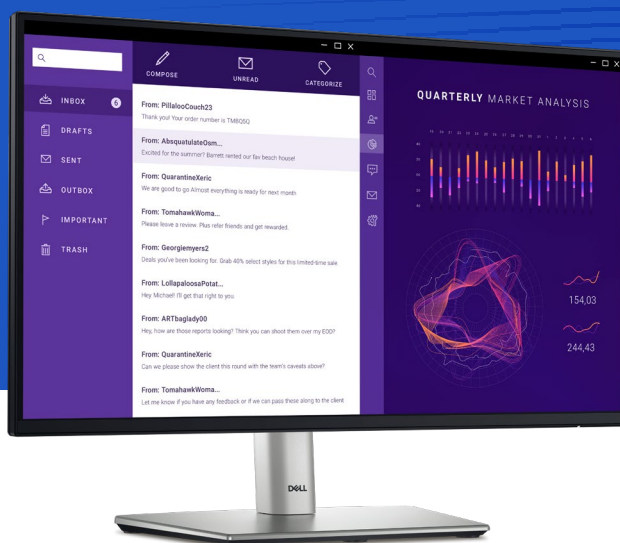 COMPOSE
UNREAD
CATEGORIZE
INBOX 6
DRAFTS
SENT
OUTBOX
IMPORTANT
TRASH
From: PillalooCouch23
Thank you! Your order number is TM8Q5Q
From: AbsquatulateOsm...
Excited for the summer? Barrett rented our fav beach house!
From: QuarantineXeric
We are good to go Almost everything is ready for next month
From: TomahawkWoma...
Please leave a review. Plus refer friends and get rewarded.
From: Georgiemyers2
Deals you've been looking for. Grab 40% select styles for this limited-time sale
From: LollapaloosaPotat...
Hey Michael! I'll get that right to you.
From: ARTbaglady00
Hey, how are those reports looking? Think you can shoot them over my EOD?
From: QuarantineXeric
Can we please show the client this round with the team's caveats above?
From: TomahawkWoma...
Let me know if you have any feedback or if we can pass these along to the client
QUARTERLY MARKET ANALYSIS
154,03
244,43
DELL